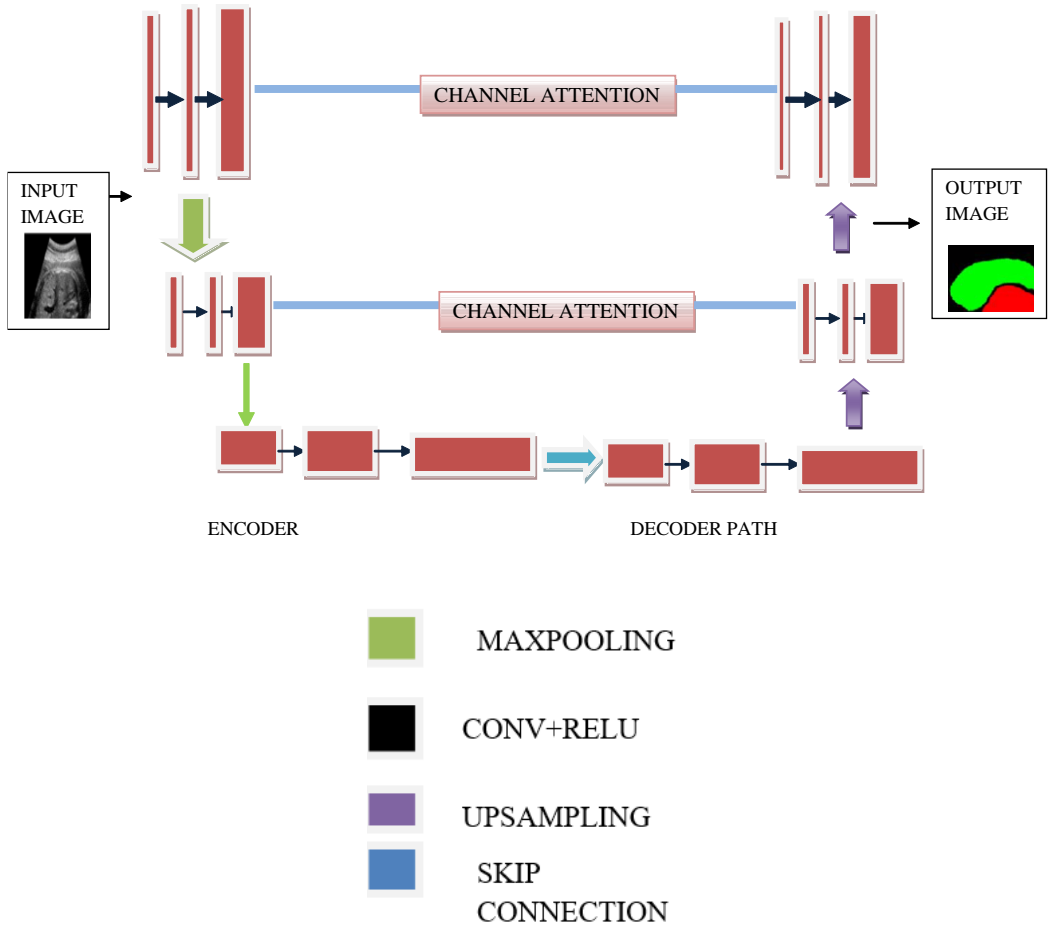 CHANNEL ATTENTION
INPUT
IMAGE
OUTPUT
IMAGE
CHANNEL ATTENTION
ENCODER
DECODER PATH
MAXPOOLING
CONV+RELU
UPSAMPLING
SKIP
CONNECTION